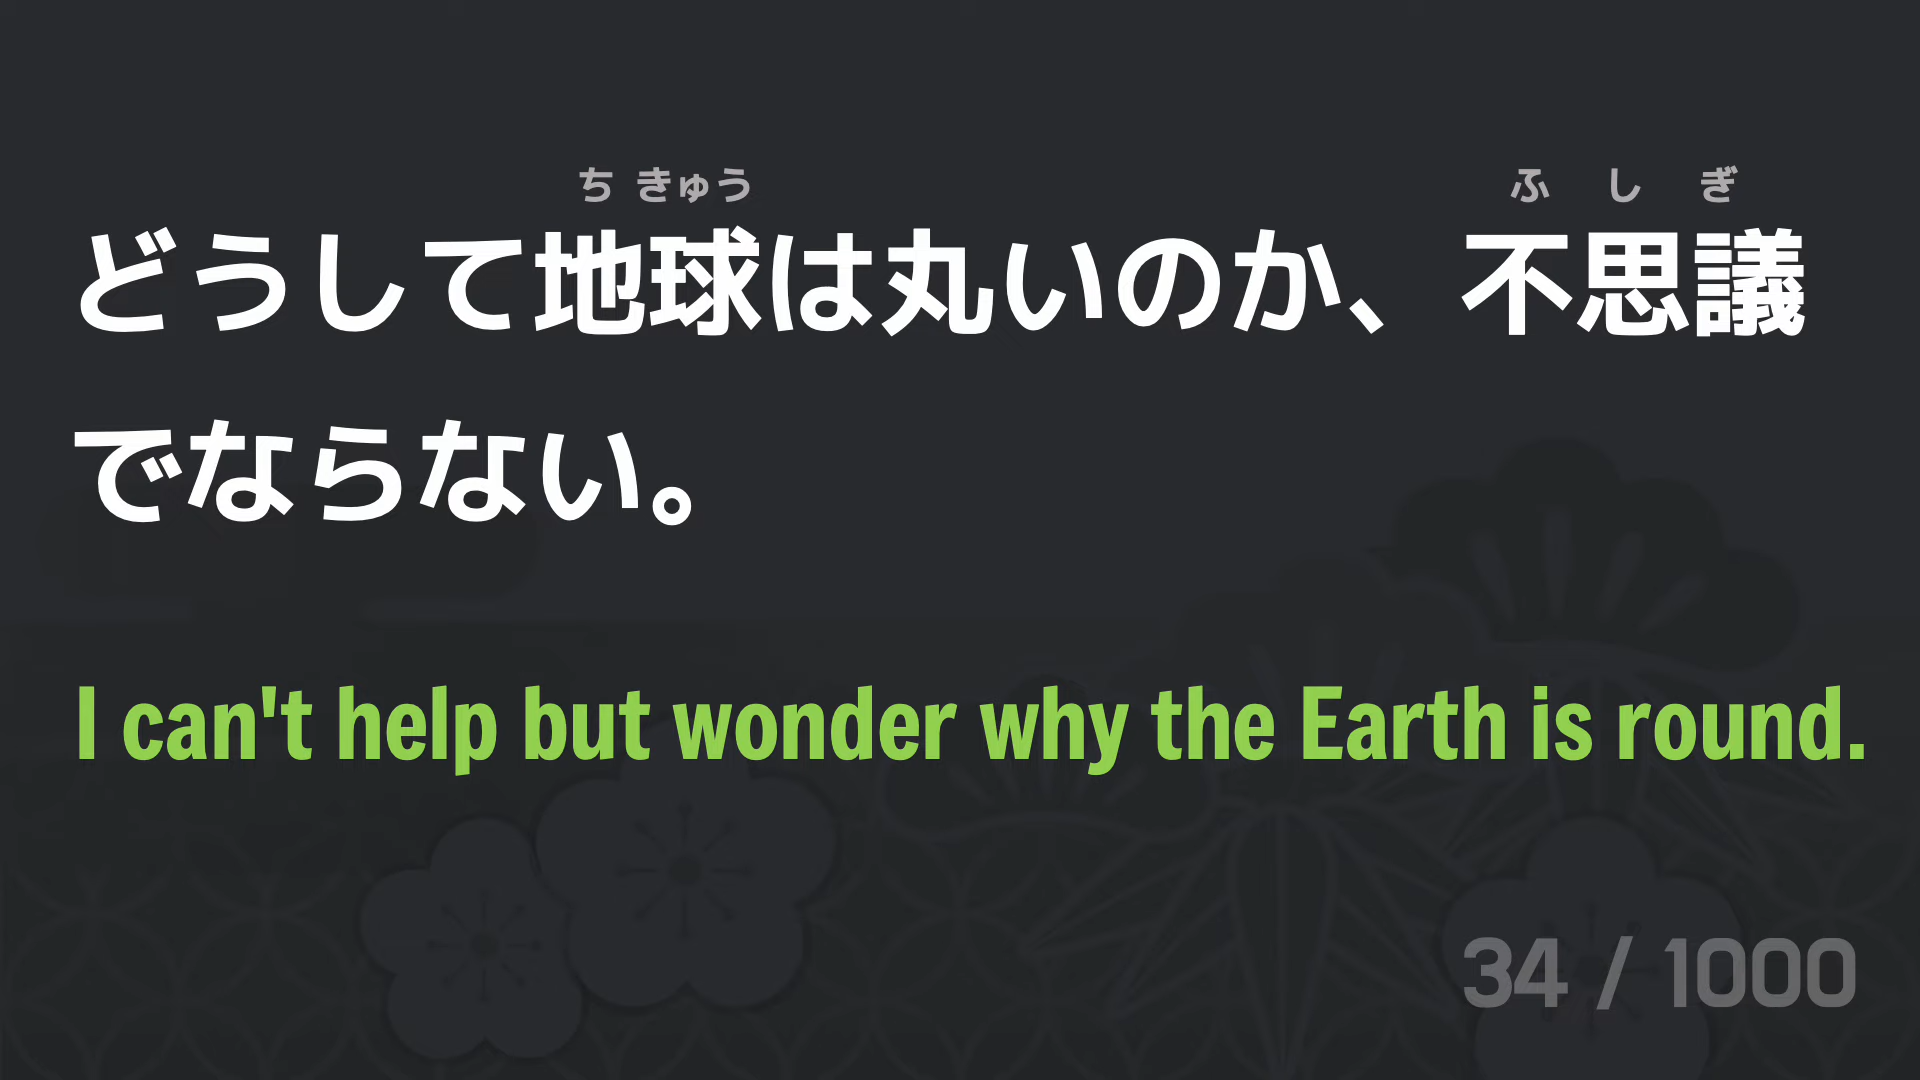 ち きゅう ふ し ぎ
どうして地球は丸いのか、不思議
でならない。
I can't help but wonder why the Earth is round.
34 / 1000